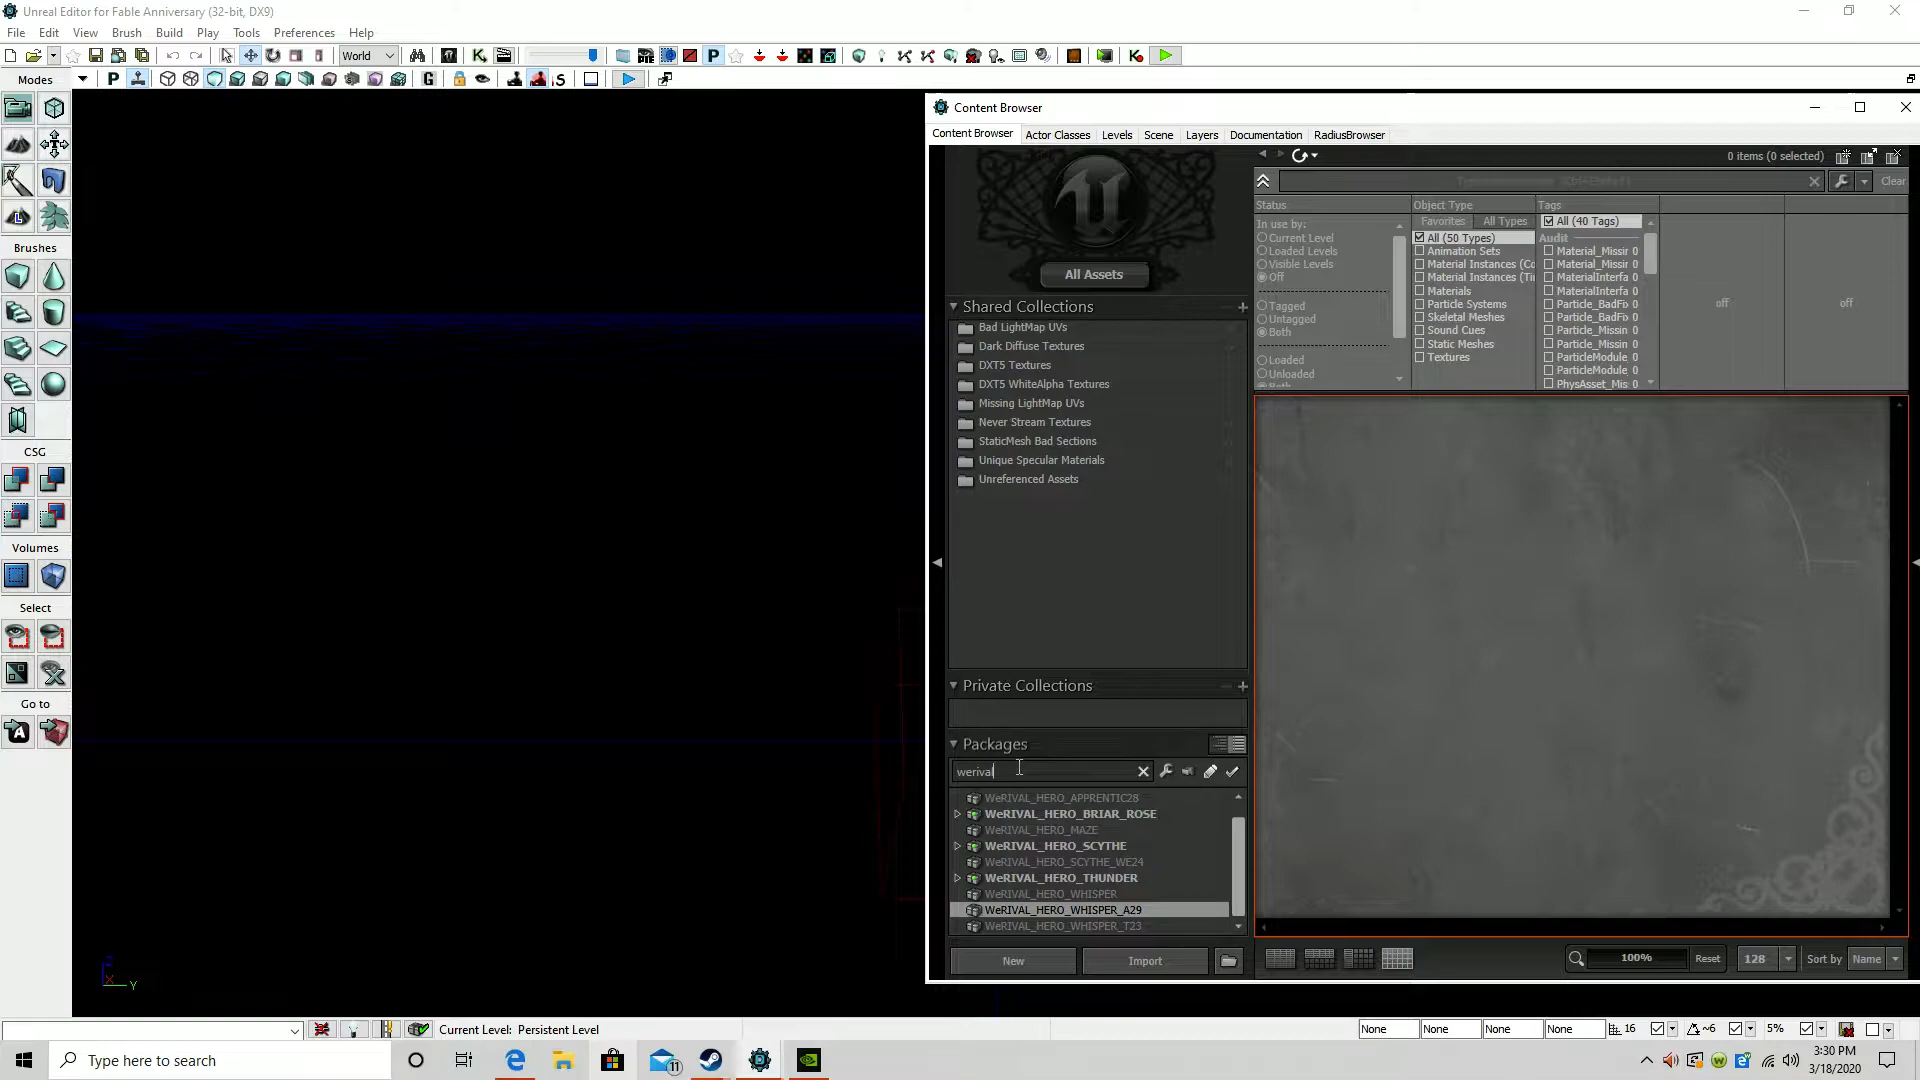 Unreal Editor for Fable Anniversary (32-bit, DX9)
File Edit View Brush Build Play Tools Preferences Help
World
Modes
Brushes
CSG
Volumes
Select
Go to
Content Browser
Content Browser Actor Classes Levels Scene Layers Documentation RadiusBrowser
0 items (0 selected)
Clear
All Assets
Shared Collections
Bad LightMap UVs
Dark Diffuse Textures
DXT5 Textures
DXT5 WhiteAlpha Textures
Missing LightMap UVs
Never Stream Textures
StaticMesh Bad Sections
Unique Specular Materials
Unreferenced Assets
Private Collections
Packages
werival
WeRIVAL_HERO_APPRENTIC28
WeRIVAL_HERO_BRIAR_ROSE
WeRIVAL_HERO_MAZE
WeRIVAL_HERO_SCYTHE
WeRIVAL_HERO_SCYTHE_WE24
WeRIVAL_HERO_THUNDER
WeRIVAL_HERO_WHISPER
WeRIVAL_HERO_WHISPER_A29
WeRIVAL_HERO_WHISPER_T23
New Import
Status
In use by:
Current Level
Loaded Levels
Visible Levels
Off
Tagged
Untagged
Both
Loaded
Unloaded
Object Type
Favorites All Types
All (50 Types)
Animation Sets
Material Instances (Co
Material Instances (Ti
Materials
Particle Systems
Skeletal Meshes
Sound Cues
Static Meshes
Textures
Tags
All (40 Tags)
Audit
Material_Missir 0
Material_Missir 0
MaterialInterfa 0
MaterialInterfa 0
Particle_BadFix 0
Particle_BadFix 0
Particle_Missin 0
Particle_Missin 0
ParticleModule_ 0
ParticleModule_ 0
PhysAsset_Mis: 0
off
off
100% Reset 128 Sort by Name
Current Level: Persistent Level
None None None None 16 ~6 5%
Type here to search
11
3:30 PM
3/18/2020
Y